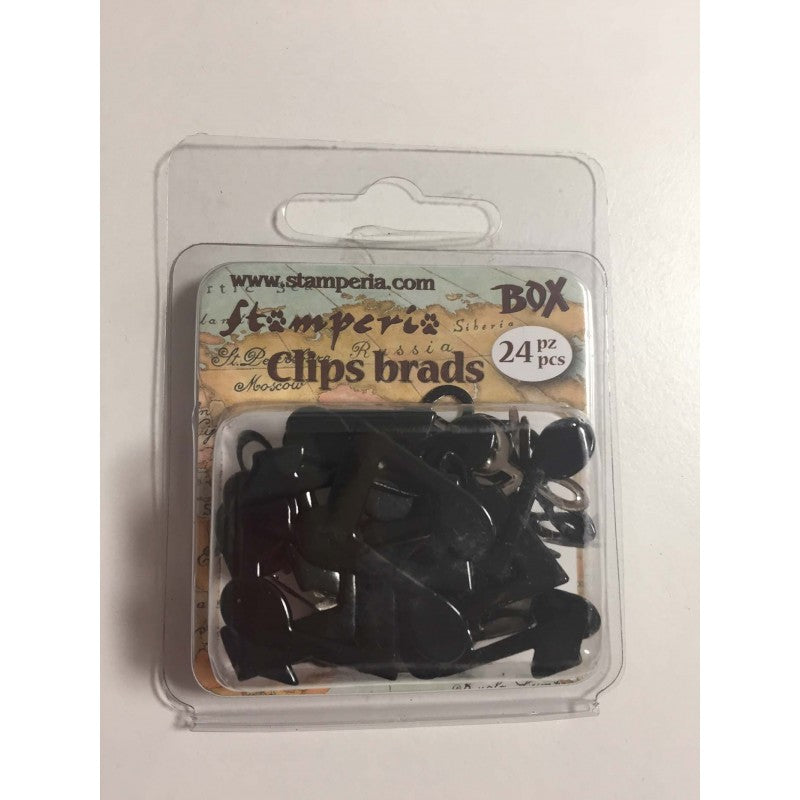 www.stamperia.com
BOX
Stamperia
Siberia
24 pz
pcs
Russia
Clips brads
Moscow